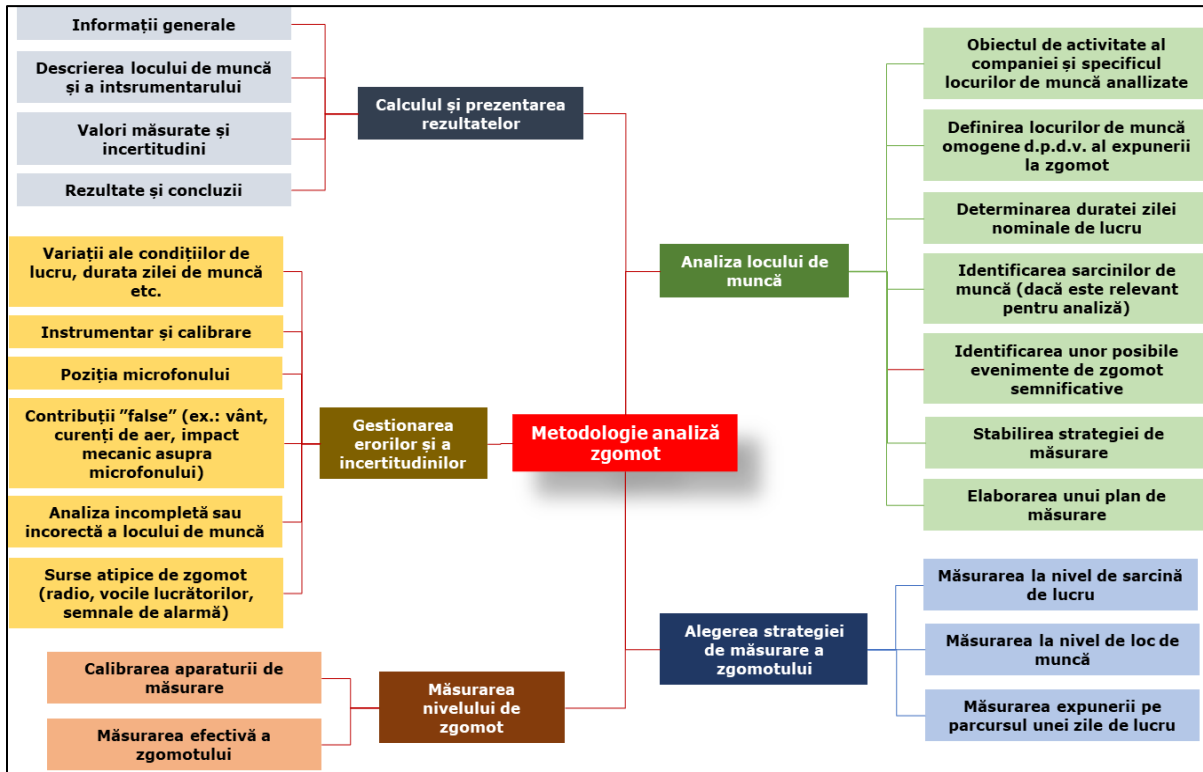 Informații generale
Descrierea locului de muncă
și a intsrumentarului
Valori măsurate și
incertitudini
Rezultate și concluzii
Calculul și prezentarea
rezultatelor
Variații ale condițiilor de
lucru, durata zilei de muncă
etc.
Instrumentar și calibrare
Poziția microfonului
Contribuții ”false” (ex.: vânt,
curenți de aer, impact
mecanic asupra
microfonului)
Analiza incompletă sau
incorectă a locului de muncă
Surse atipice de zgomot
(radio, vocile lucrătorilor,
semnale de alarmă)
Gestionarea
erorilor și a
incertitudinilor
Calibrarea aparaturii de
măsurare
Măsurarea efectivă a
zgomotului
Măsurarea
nivelului de
zgomot
Metodologie analiză
zgomot
Analiza locului de
muncă
Obiectul de activitate al
companiei și specificul
locurilor de muncă anallizate
Definirea locurilor de muncă
omogene d.p.d.v. al expunerii
la zgomot
Determinarea duratei zilei
nominale de lucru
Identificarea sarcinilor de
muncă (dacă este relevant
pentru analiză)
Identificarea unor posibile
evenimente de zgomot
semnificative
Stabilirea strategiei de
măsurare
Elaborarea unui plan de
măsurare
Alegerea strategiei
de măsurare a
zgomotului
Măsurarea la nivel de sarcină
de lucru
Măsurarea la nivel de loc de
muncă
Măsurarea expunerii pe
parcursul unei zile de lucru